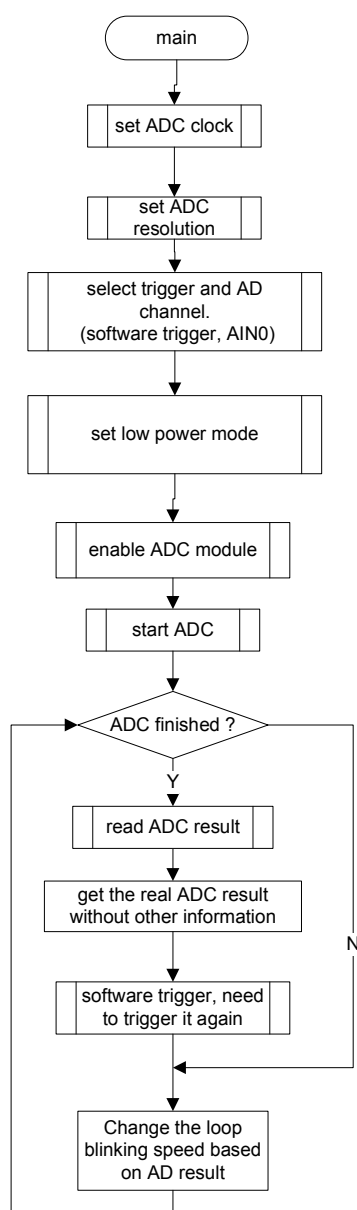 main
set ADC clock
set ADC
resolution
select trigger and AD
channel.
(software trigger, AIN0)
set low power mode
enable ADC module
start ADC
ADC finished ?
Y
read ADC result
get the real ADC result
without other information
N
software trigger, need
to trigger it again
Change the loop
blinking speed based
on AD result